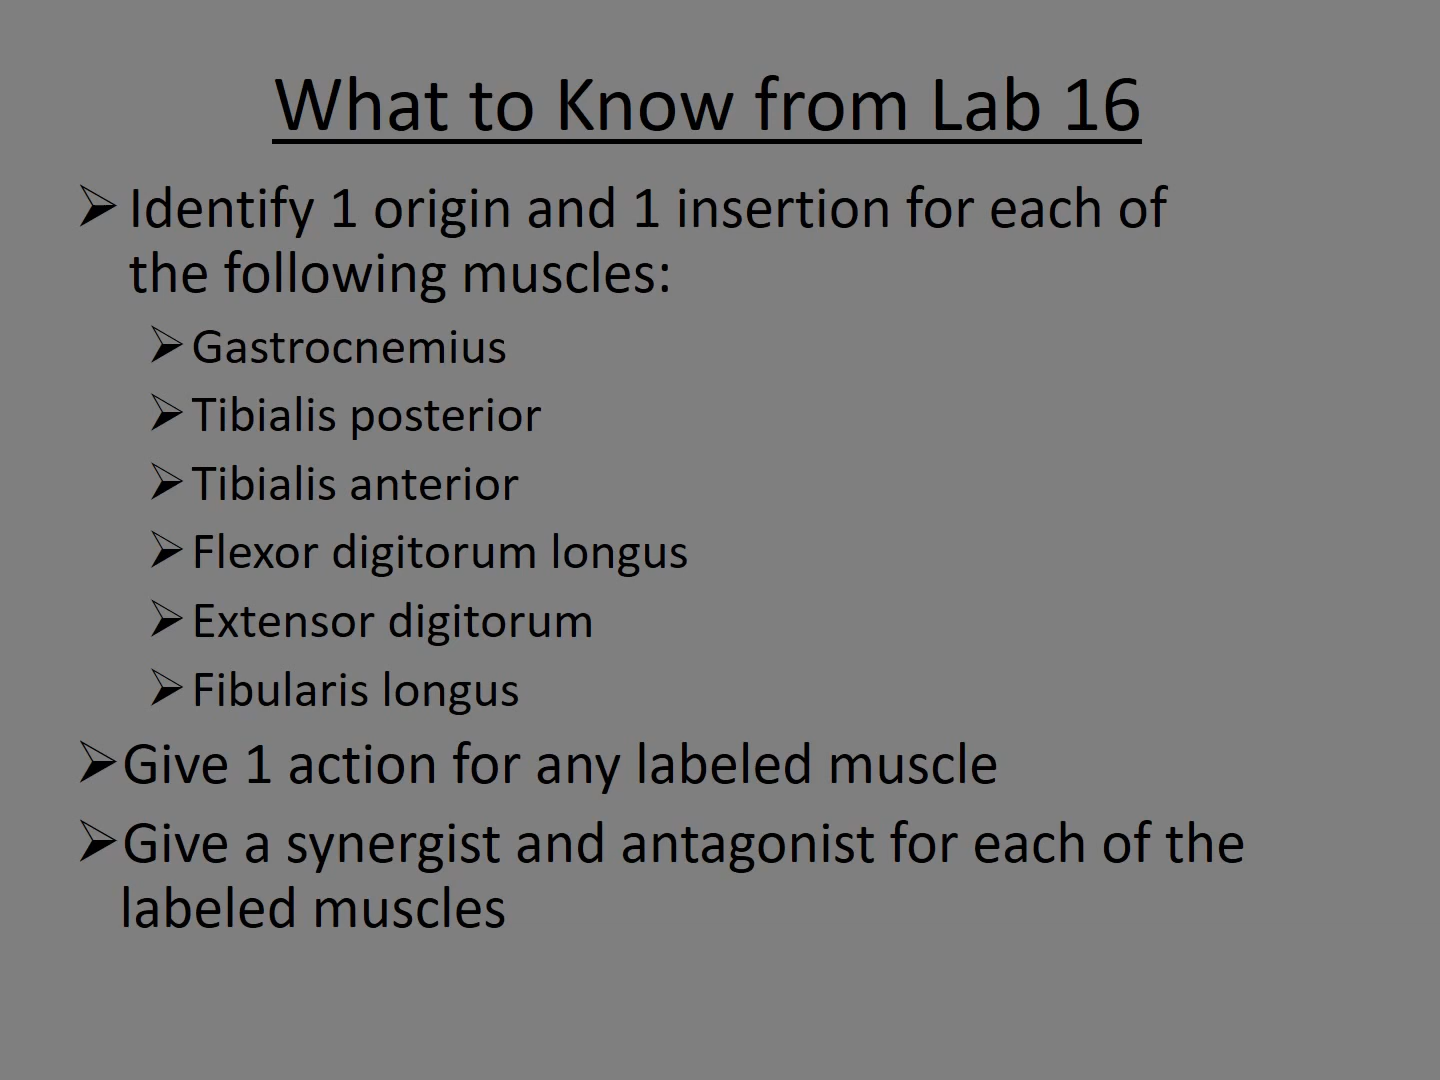 What to Know from Lab 16
Identify 1 origin and 1 insertion for each of
the following muscles:
Gastrocnemius
Tibialis posterior
Tibialis anterior
Flexor digitorum longus
Extensor digitorum
Fibularis longus
Give 1 action for any labeled muscle
Give a synergist and antagonist for each of the
labeled muscles